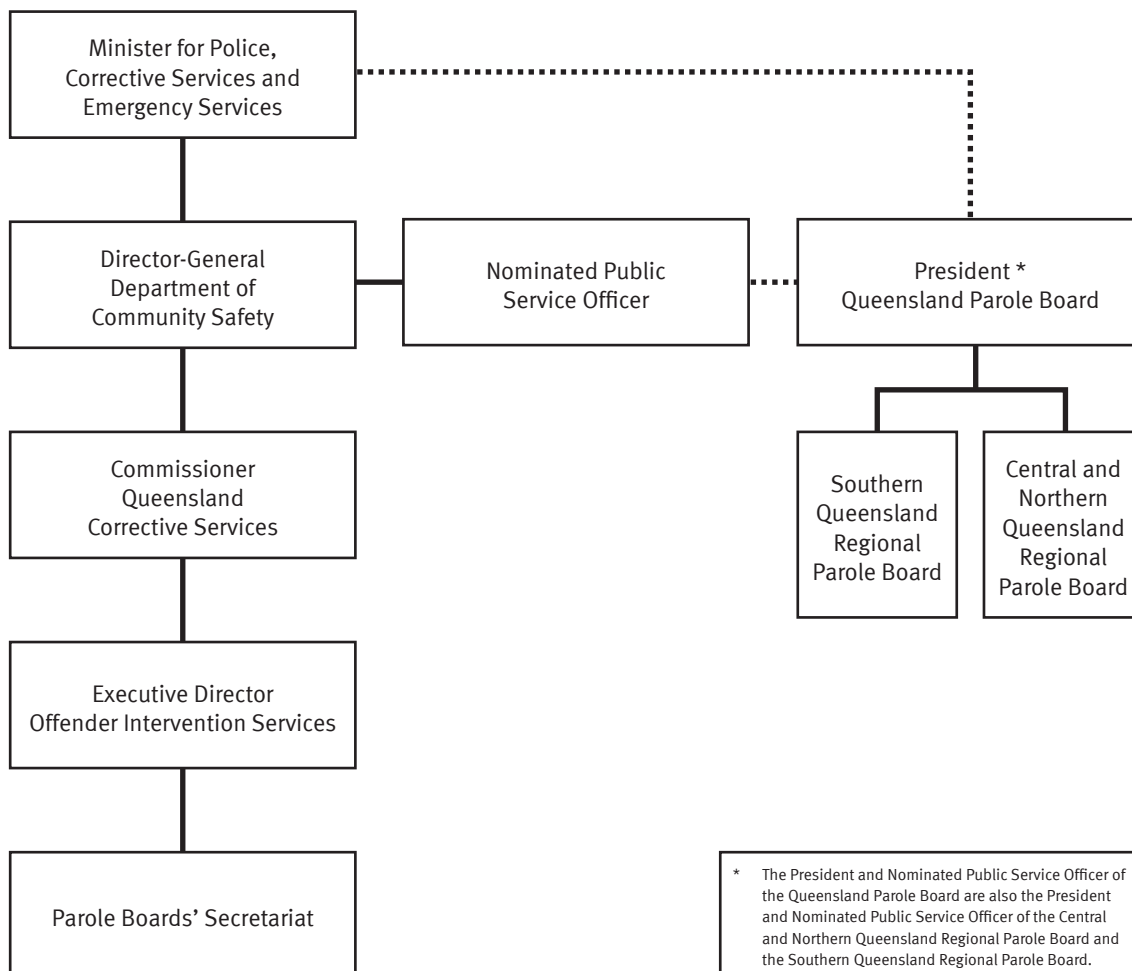 Minister for Police,
Corrective Services and
Emergency Services
Director-General
Department of
Community Safety
Nominated Public
Service Officer
President *
Queensland Parole Board
Commissioner
Queensland
Corrective Services
Southern
Queensland
Regional
Parole Board
Central and
Northern
Queensland
Regional
Parole Board
Executive Director
Offender Intervention Services
Parole Boards’ Secretariat
* The President and Nominated Public Service Officer of
the Queensland Parole Board are also the President
and Nominated Public Service Officer of the Central
and Northern Queensland Regional Parole Board and
the Southern Queensland Regional Parole Board.